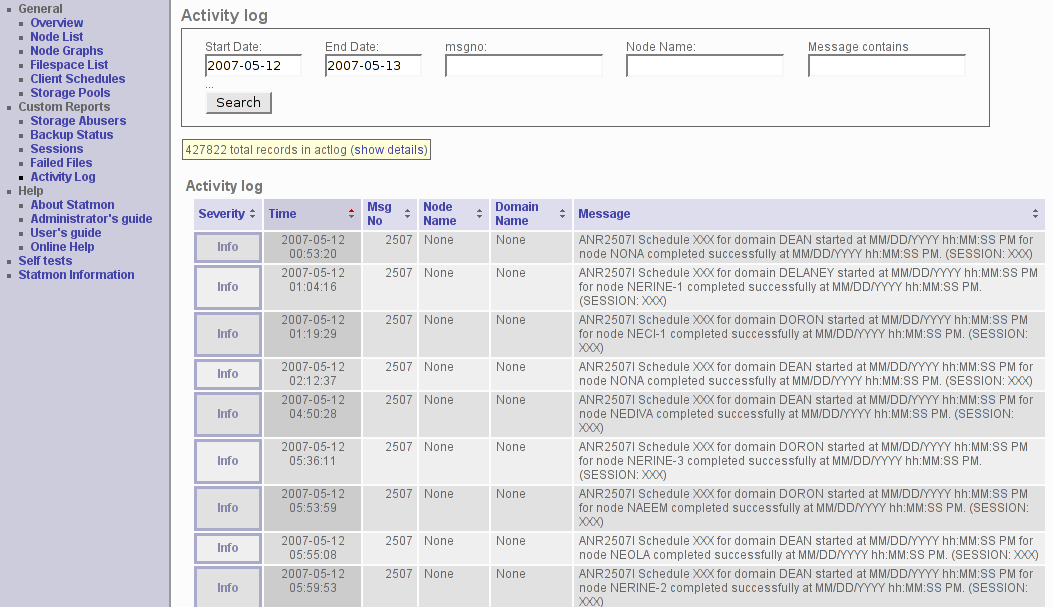 General
Overview
Node List
Node Graphs
Filespace List
Client Schedules
Storage Pools
Custom Reports
Storage Abusers
Backup Status
Sessions
Failed Files
Activity Log
Help
About Statmon
Administrator's guide
User's guide
Online Help
Self tests
Statmon Information
Activity log
Start Date: End Date: msgno: Node Name: Message contains
2007-05-12 2007-05-13
...
Search
427822 total records in actlog (show details)
Activity log
Severity Time Msg No Node Name Domain Name Message
Info 2007-05-12 2507 None None ANR2507I Schedule XXX for domain DEAN started at MM/DD/YYYY hh:MM:SS PM for
00:53:20 node NONA completed successfully at MM/DD/YYYY hh:MM:SS PM. (SESSION: XXX)
Info 2007-05-12 2507 None None ANR2507I Schedule XXX for domain DELANEY started at MM/DD/YYYY hh:MM:SS PM
01:04:16 for node NERINE-1 completed successfully at MM/DD/YYYY hh:MM:SS PM.
(SESSION: XXX)
Info 2007-05-12 2507 None None ANR2507I Schedule XXX for domain DORON started at MM/DD/YYYY hh:MM:SS PM
01:19:29 for node NECI-1 completed successfully at MM/DD/YYYY hh:MM:SS PM. (SESSION:
XXX)
Info 2007-05-12 2507 None None ANR2507I Schedule XXX for domain DEAN started at MM/DD/YYYY hh:MM:SS PM for
02:12:37 node NONA completed successfully at MM/DD/YYYY hh:MM:SS PM. (SESSION: XXX)
Info 2007-05-12 2507 None None ANR2507I Schedule XXX for domain DEAN started at MM/DD/YYYY hh:MM:SS PM for
04:50:28 node NEDIVA completed successfully at MM/DD/YYYY hh:MM:SS PM. (SESSION:
XXX)
Info 2007-05-12 2507 None None ANR2507I Schedule XXX for domain DORON started at MM/DD/YYYY hh:MM:SS PM
05:36:11 for node NERINE-3 completed successfully at MM/DD/YYYY hh:MM:SS PM.
(SESSION: XXX)
Info 2007-05-12 2507 None None ANR2507I Schedule XXX for domain DORON started at MM/DD/YYYY hh:MM:SS PM
05:53:59 for node NAEEM completed successfully at MM/DD/YYYY hh:MM:SS PM. (SESSION:
XXX)
Info 2007-05-12 2507 None None ANR2507I Schedule XXX for domain DEAN started at MM/DD/YYYY hh:MM:SS PM for
05:55:08 node NEOLA completed successfully at MM/DD/YYYY hh:MM:SS PM. (SESSION: XXX)
Info 2007-05-12 2507 None None ANR2507I Schedule XXX for domain DEAN started at MM/DD/YYYY hh:MM:SS PM for
05:59:53 node NERINE-2 completed successfully at MM/DD/YYYY hh:MM:SS PM. (SESSION:
XXX)